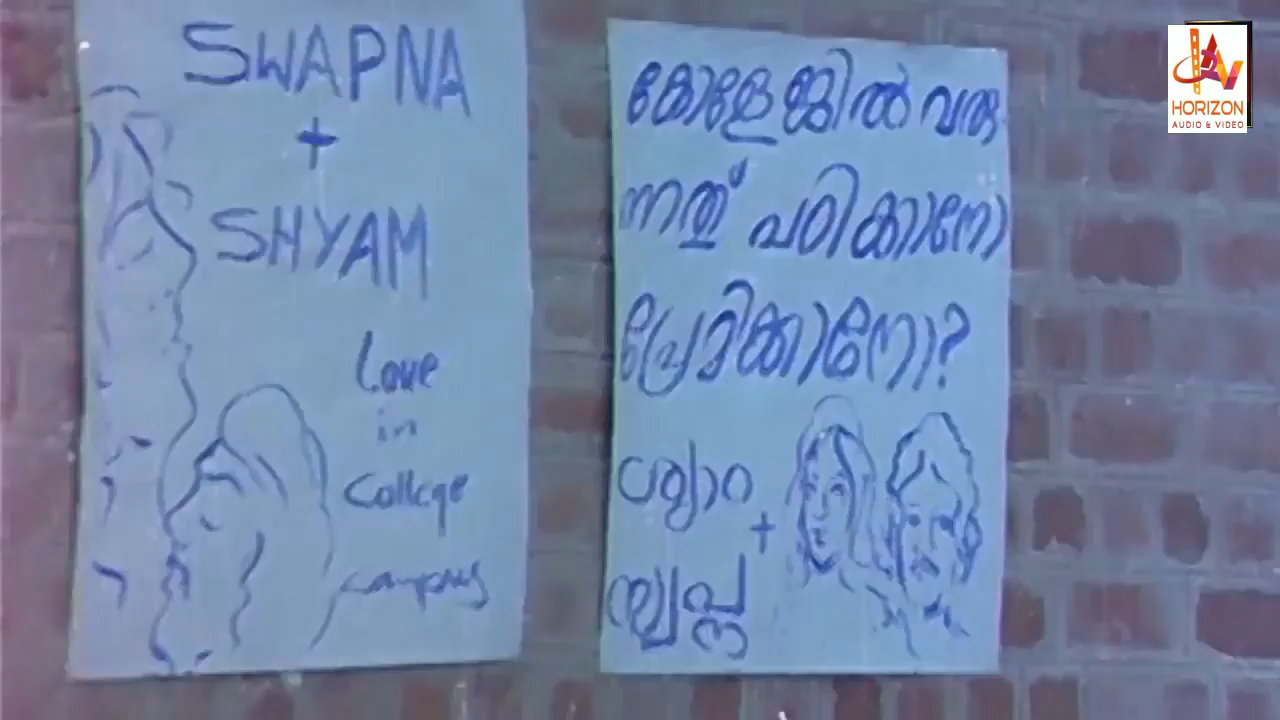 SWAPNA
+
SHYAM
Love
in
College
campus
കോളേജിൽ വരു
ന്നത് പഠിക്കാനോ
പ്രേമിക്കാനോ?
ശ്യാമ
+
സ്വപ്ന
HORIZON
AUDIO & VIDEO